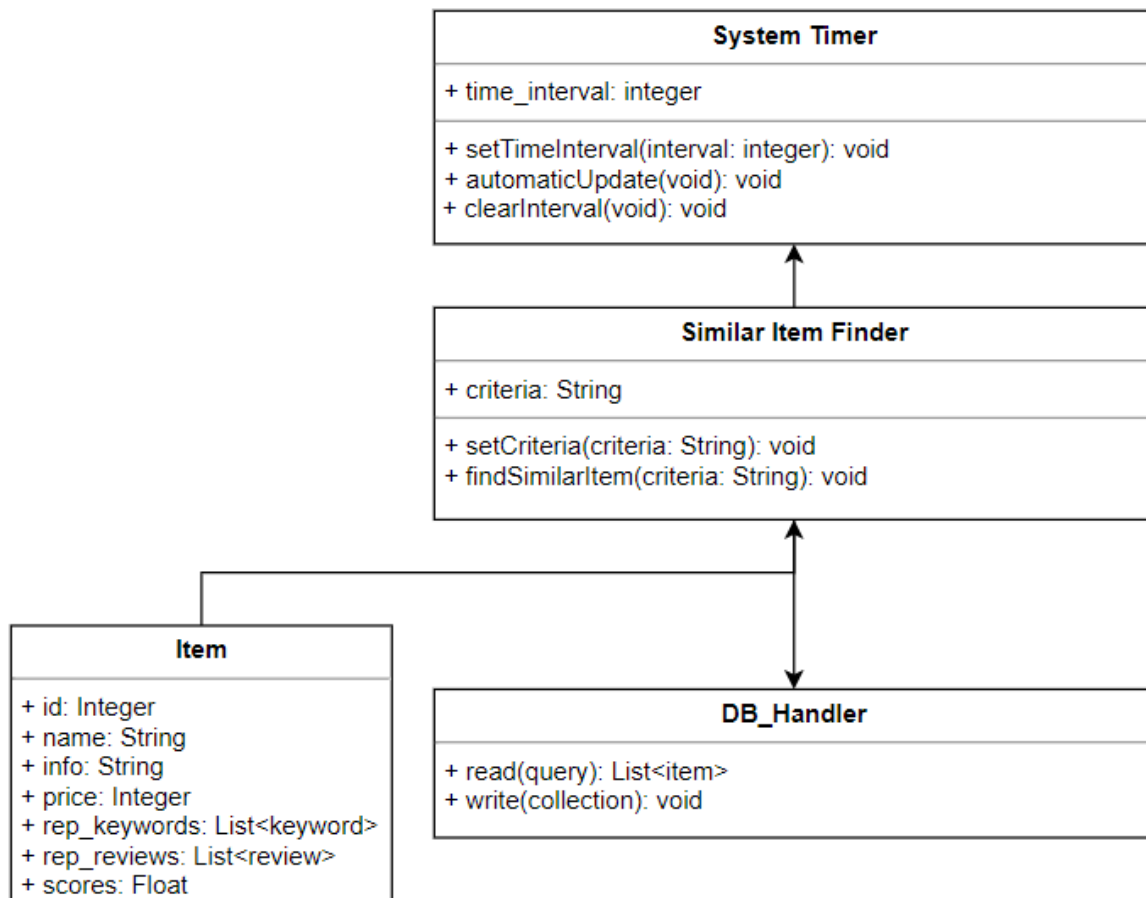 System Timer
+ time_interval: integer
+ setTimeInterval(interval: integer): void
+ automaticUpdate(void): void
+ clearInterval(void): void
Similar Item Finder
+ criteria: String
+ setCriteria(criteria: String): void
+ findSimilarItem(criteria: String): void
Item
+ id: Integer
+ name: String
+ info: String
+ price: Integer
+ rep_keywords: List<keyword>
+ rep_reviews: List<review>
+ scores: Float
DB_Handler
+ read(query): List<item>
+ write(collection): void